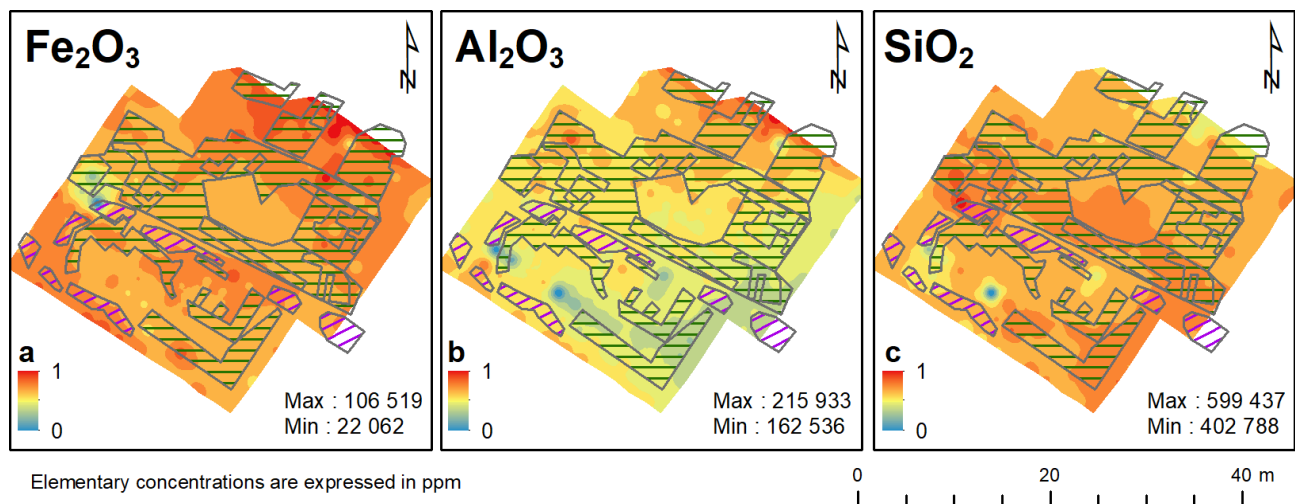 Fe₂O₃
N
a
1
0
Max : 106 519
Min : 22 062
Al₂O₃
N
b
1
0
Max : 215 933
Min : 162 536
SiO₂
N
c
1
0
Max : 599 437
Min : 402 788
Elementary concentrations are expressed in ppm
0 20 40 m